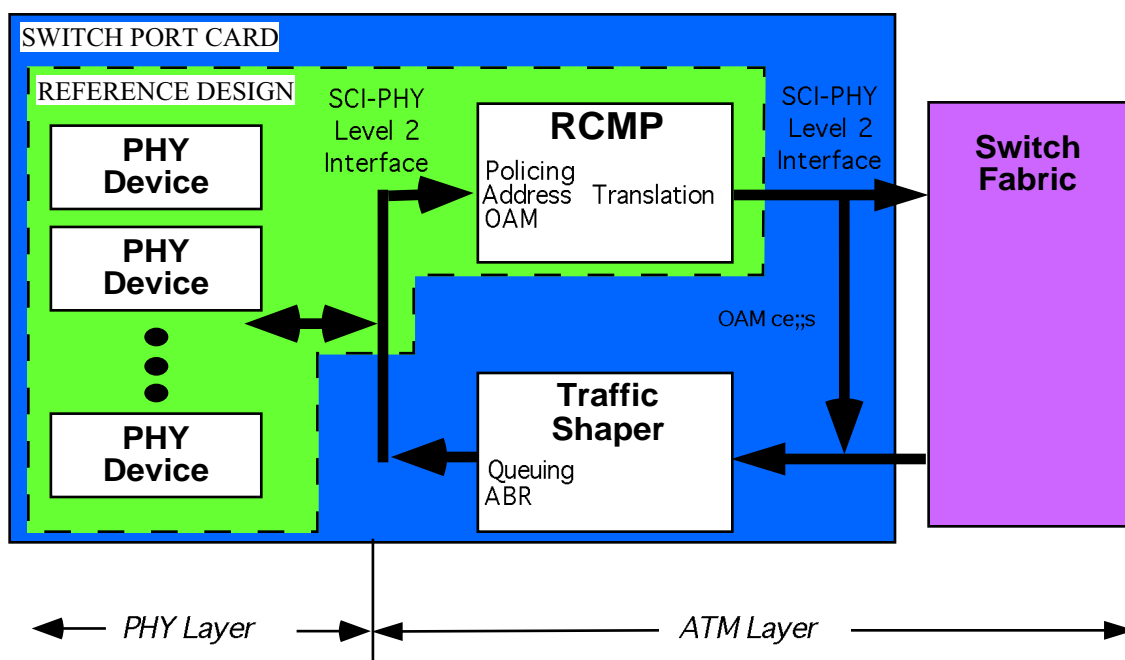 SWITCH PORT CARD
REFERENCE DESIGN
PHY
Device
PHY
Device
PHY
Device
SCI-PHY
Level 2
Interface
RCMP
Policing
Address Translation
OAM
SCI-PHY
Level 2
Interface
Switch
Fabric
OAM ce;;s
Traffic
Shaper
Queuing
ABR
PHY Layer
ATM Layer